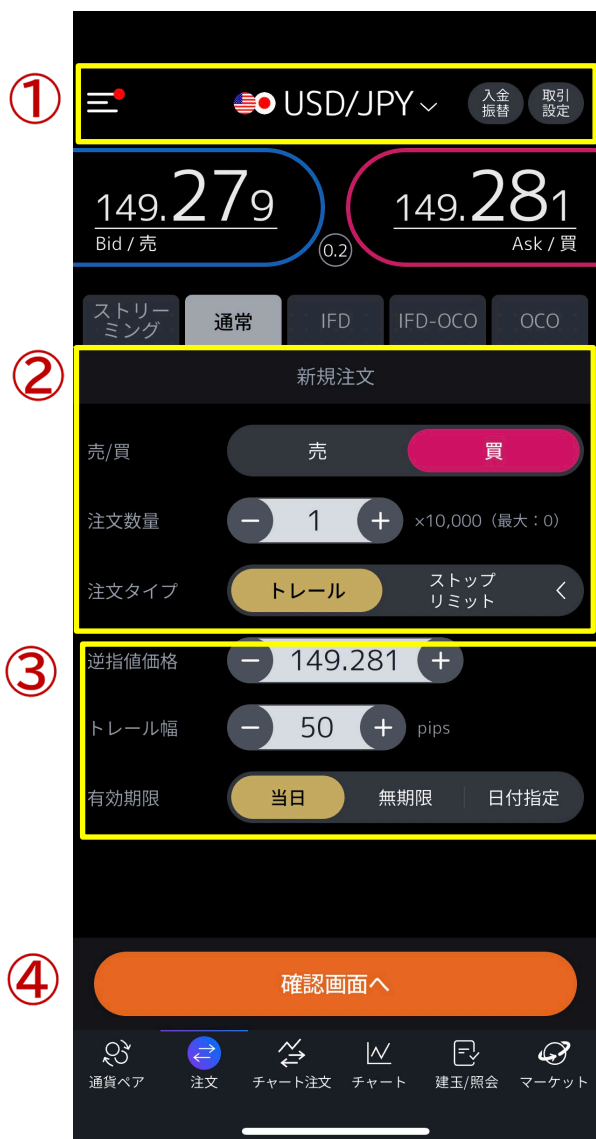 ①
USD/JPY
入金
振替
取引
設定
149.279
Bid / 売
0.2
149.281
Ask / 買
ストリー
ミング
通常
IFD
IFD-OCO
OCO
②
新規注文
売/買
売
買
注文数量
− 1 +
×10,000（最大：0）
注文タイプ
トレール
ストップ
リミット
③
逆指値価格
− 149.281 +
トレール幅
− 50 + pips
有効期限
当日
無期限
日付指定
④
確認画面へ
通貨ペア
注文
チャート注文
チャート
建玉/照会
マーケット